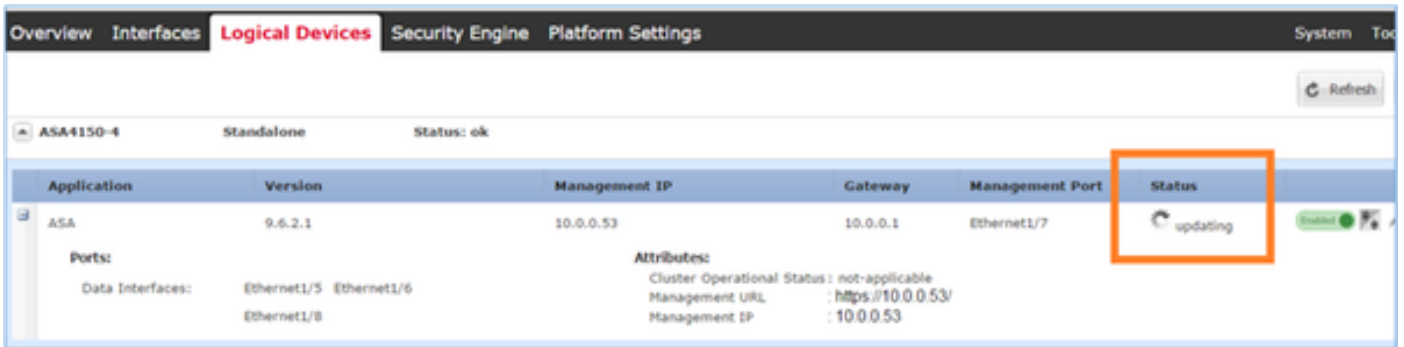 Overview Interfaces Logical Devices Security Engine Platform Settings System Too
Refresh
ASA4150-4 Standalone Status: ok
Application Version Management IP Gateway Management Port Status
ASA 9.6.2.1 10.0.0.53 10.0.0.1 Ethernet1/7 updating Enabled
Ports: Attributes:
Cluster Operational Status : not-applicable
Data Interfaces: Ethernet1/5 Ethernet1/6
Management URL : https://10.0.0.53/
Ethernet1/8 Management IP : 10.0.0.53